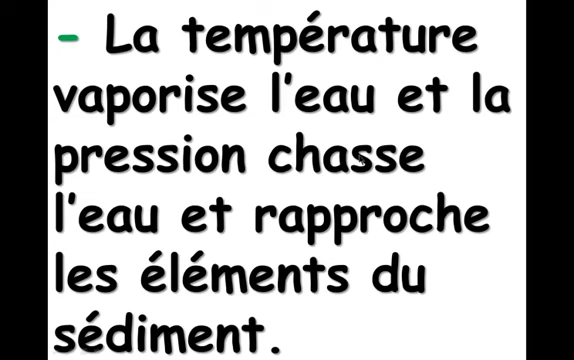 - La température
vaporise l'eau et la
pression chasse
l'eau et rapproche
les éléments du
sédiment.